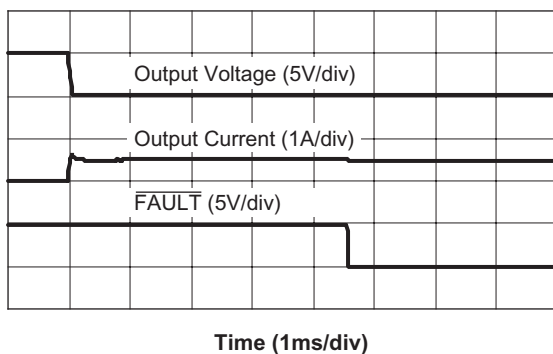 Output Voltage (5V/div)
Output Current (1A/div)
FAULT (5V/div)
Time (1ms/div)